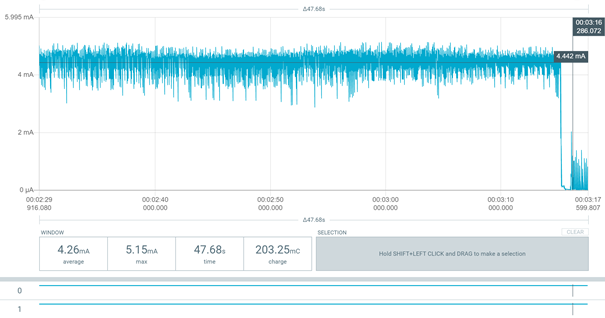 Δ47.68s
5.995 mA
00:03:16
286.072
4.442 mA
4 mA
2 mA
0 µA
00:02:29
916.080
00:02:40
000.000
00:02:50
000.000
00:03:00
000.000
00:03:10
000.000
00:03:17
599.807
Δ47.68s
WINDOW
SELECTION
CLEAR
4.26mA
average
5.15mA
max
47.68s
time
203.25mC
charge
Hold SHIFT+LEFT CLICK and DRAG to make a selection
0
1